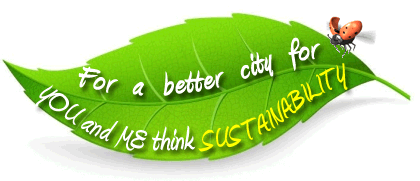 For a better city for
YOU and ME think SUSTAINABILITY